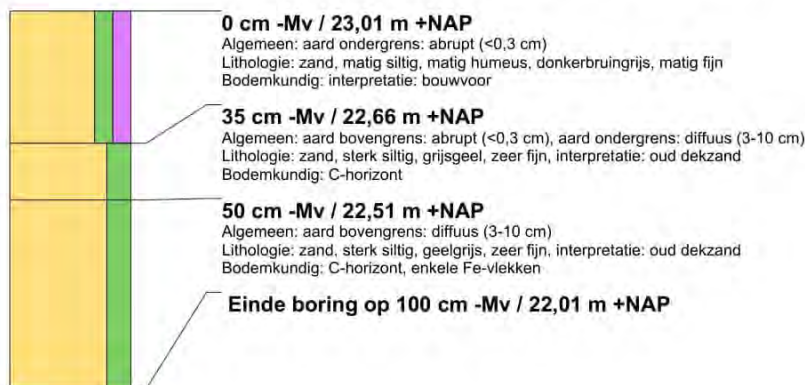 0 cm -Mv / 23,01 m +NAP
Algemeen: aard ondergrens: abrupt (<0,3 cm)
Lithologie: zand, matig siltig, matig humeus, donkerbruingrijs, matig fijn
Bodemkundig: interpretatie: bouwvoor
35 cm -Mv / 22,66 m +NAP
Algemeen: aard bovengrens: abrupt (<0,3 cm), aard ondergrens: diffuus (3-10 cm)
Lithologie: zand, sterk siltig, grijsgeel, zeer fijn, interpretatie: oud dekzand
Bodemkundig: C-horizont
50 cm -Mv / 22,51 m +NAP
Algemeen: aard bovengrens: diffuus (3-10 cm)
Lithologie: zand, sterk siltig, geelgrijs, zeer fijn, interpretatie: oud dekzand
Bodemkundig: C-horizont, enkele Fe-vlekken
Einde boring op 100 cm -Mv / 22,01 m +NAP